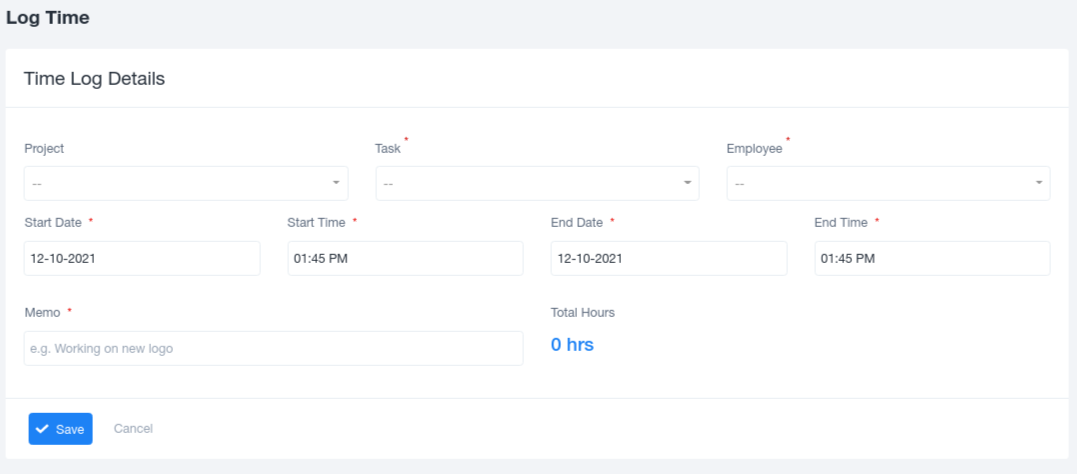 Log Time
Time Log Details
Project Task * Employee *
-- -- --
Start Date * Start Time * End Date * End Time *
12-10-2021 01:45 PM 12-10-2021 01:45 PM
Memo * Total Hours
e.g. Working on new logo 0 hrs
Save Cancel